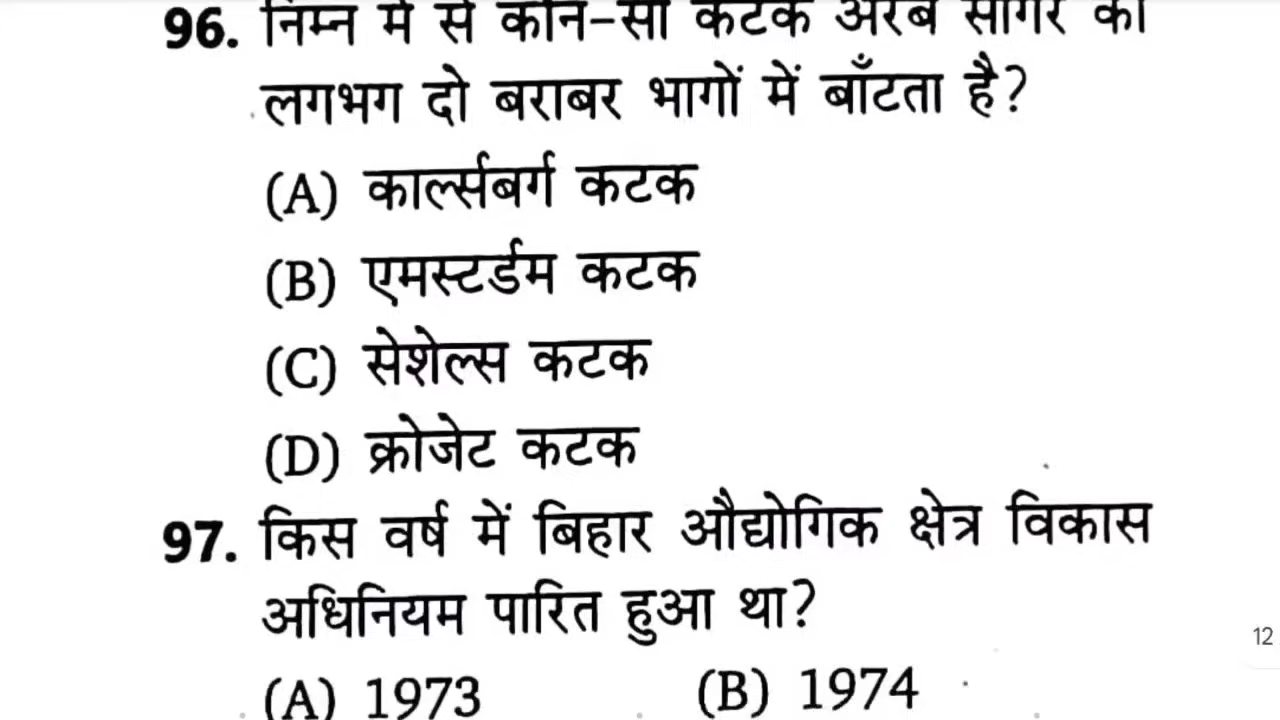 96. निम्न में से कौन-सा कटक अरब सागर को
लगभग दो बराबर भागों में बाँटता है?
(A) कार्ल्सबर्ग कटक
(B) एमस्टर्डम कटक
(C) सेशेल्स कटक
(D) क्रोजेट कटक
97. किस वर्ष में बिहार औद्योगिक क्षेत्र विकास
अधिनियम पारित हुआ था?
(A) 1973 (B) 1974
12